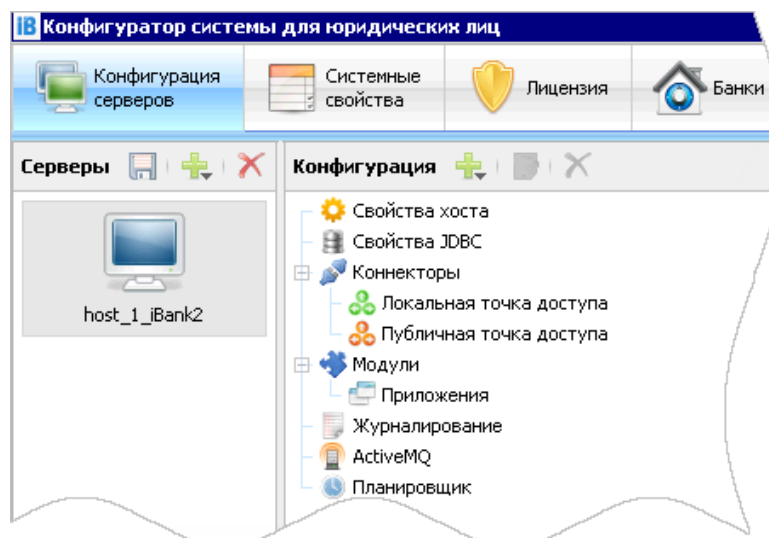 iB Конфигуратор системы для юридических лиц
Конфигурация серверов
Системные свойства
Лицензия
Банки
Серверы
Конфигурация
host_1_iBank2
Свойства хоста
Свойства JDBC
Коннекторы
Локальная точка доступа
Публичная точка доступа
Модули
Приложения
Журналирование
ActiveMQ
Планировщик